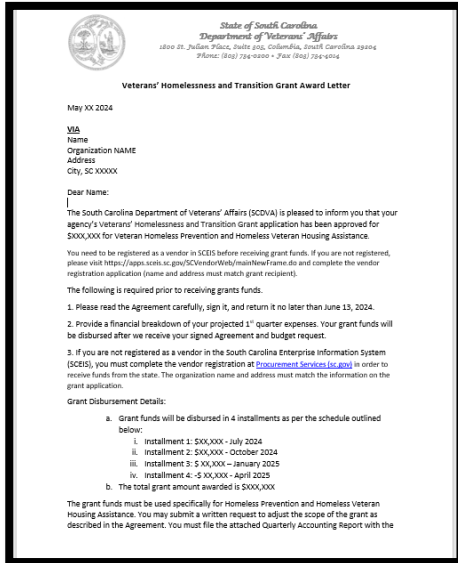 State of South Carolina
Department of Veterans' Affairs
1800 St. Julian Place, Suite 305, Columbia, South Carolina 29204
Phone: (803) 734-0200 • Fax (803) 734-4014
Veterans' Homelessness and Transition Grant Award Letter
May XX 2024
VIA
Name
Organization NAME
Address
City, SC XXXXX
Dear Name:
The South Carolina Department of Veterans' Affairs (SCDVA) is pleased to inform you that your
agency's Veterans' Homelessness and Transition Grant application has been approved for
$XXX,XXX for Veteran Homeless Prevention and Homeless Veteran Housing Assistance.
You need to be registered as a vendor in SCEIS before receiving grant funds. If you are not registered,
please visit https://apps.sceis.sc.gov/SCVendorWeb/mainNewFrame.do and complete the vendor
registration application (name and address must match grant recipient).
The following is required prior to receiving grants funds.
1. Please read the Agreement carefully, sign it, and return it no later than June 13, 2024.
2. Provide a financial breakdown of your projected 1st quarter expenses. Your grant funds will
be disbursed after we receive your signed Agreement and budget request.
3. If you are not registered as a vendor in the South Carolina Enterprise Information System
(SCEIS), you must complete the vendor registration at Procurement Services (sc.gov) in order to
receive funds from the state. The organization name and address must match the information on the
grant application.
Grant Disbursement Details:
a. Grant funds will be disbursed in 4 installments as per the schedule outlined
below:
i. Installment 1: $XX,XXX - July 2024
ii. Installment 2: $XX,XXX - October 2024
iii. Installment 3: $ XX,XXX – January 2025
iv. Installment 4: -$ XX,XXX - April 2025
b. The total grant amount awarded is $XXX,XXX
The grant funds must be used specifically for Homeless Prevention and Homeless Veteran
Housing Assistance. You may submit a written request to adjust the scope of the grant as
described in the Agreement. You must file the attached Quarterly Accounting Report with the